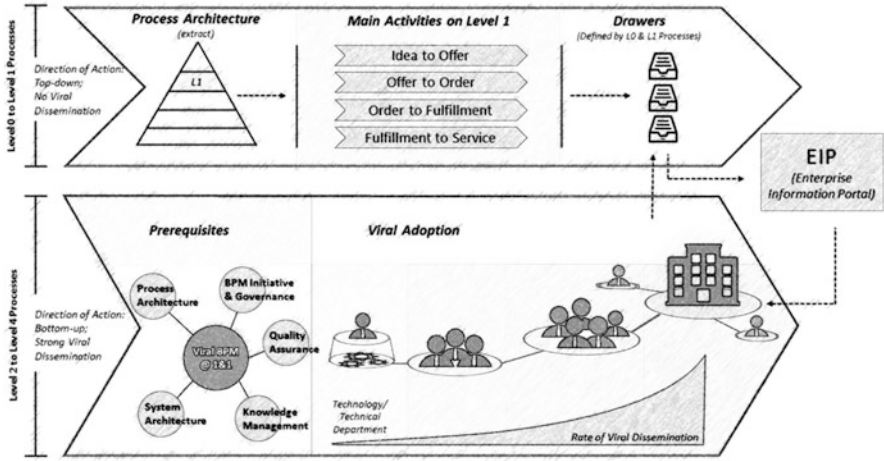 Level 0 to Level 1 Processes
Direction of Action:
Top-down;
No Viral
Dissemination
Process Architecture
(extract)
L1
Main Activities on Level 1
Idea to Offer
Offer to Order
Order to Fulfillment
Fulfillment to Service
Drawers
(Defined by L0 & L1 Processes)
EIP
(Enterprise
Information Portal)
Level 2 to Level 4 Processes
Direction of Action:
Bottom-up;
Strong Viral
Dissemination
Prerequisites
Process
Architecture
BPM Initiative
& Governance
Viral BPM
@ 1&1
Quality
Assurance
System
Architecture
Knowledge
Management
Viral Adoption
Technology/
Technical
Department
Rate of Viral Dissemination